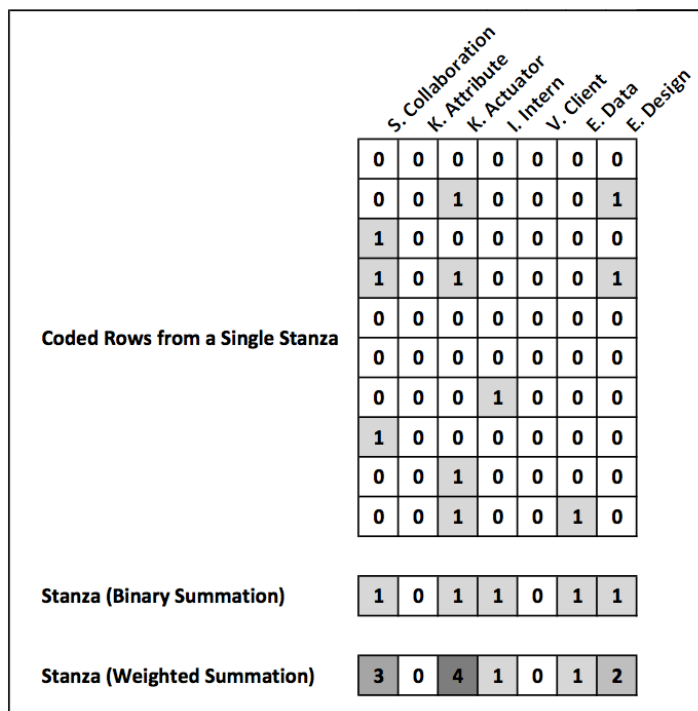 S. Collaboration K. Attribute K. Actuator I. Intern V. Client E. Data E. Design
0 0 0 0 0 0 0
0 0 1 0 0 0 1
1 0 0 0 0 0 0
1 0 1 0 0 0 1
Coded Rows from a Single Stanza
0 0 0 0 0 0 0
0 0 0 0 0 0 0
0 0 0 1 0 0 0
1 0 0 0 0 0 0
0 0 1 0 0 0 0
0 0 1 0 0 1 0
Stanza (Binary Summation) 1 0 1 1 0 1 1
Stanza (Weighted Summation) 3 0 4 1 0 1 2